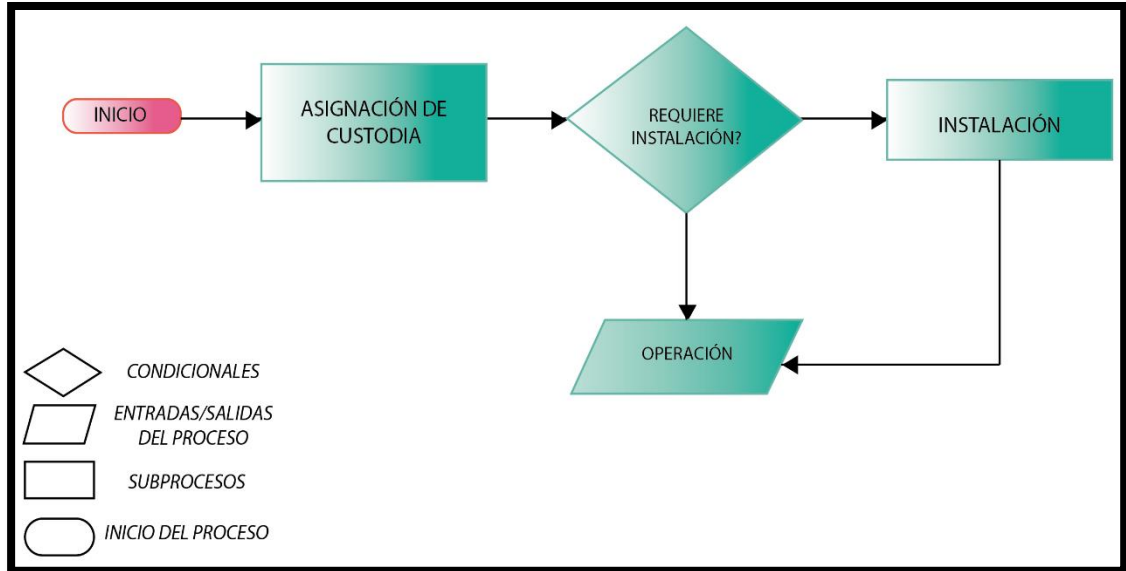 INICIO
ASIGNACIÓN DE
CUSTODIA
REQUIERE
INSTALACIÓN?
INSTALACIÓN
OPERACIÓN
CONDICIONALES
ENTRADAS/SALIDAS
DEL PROCESO
SUBPROCESOS
INICIO DEL PROCESO